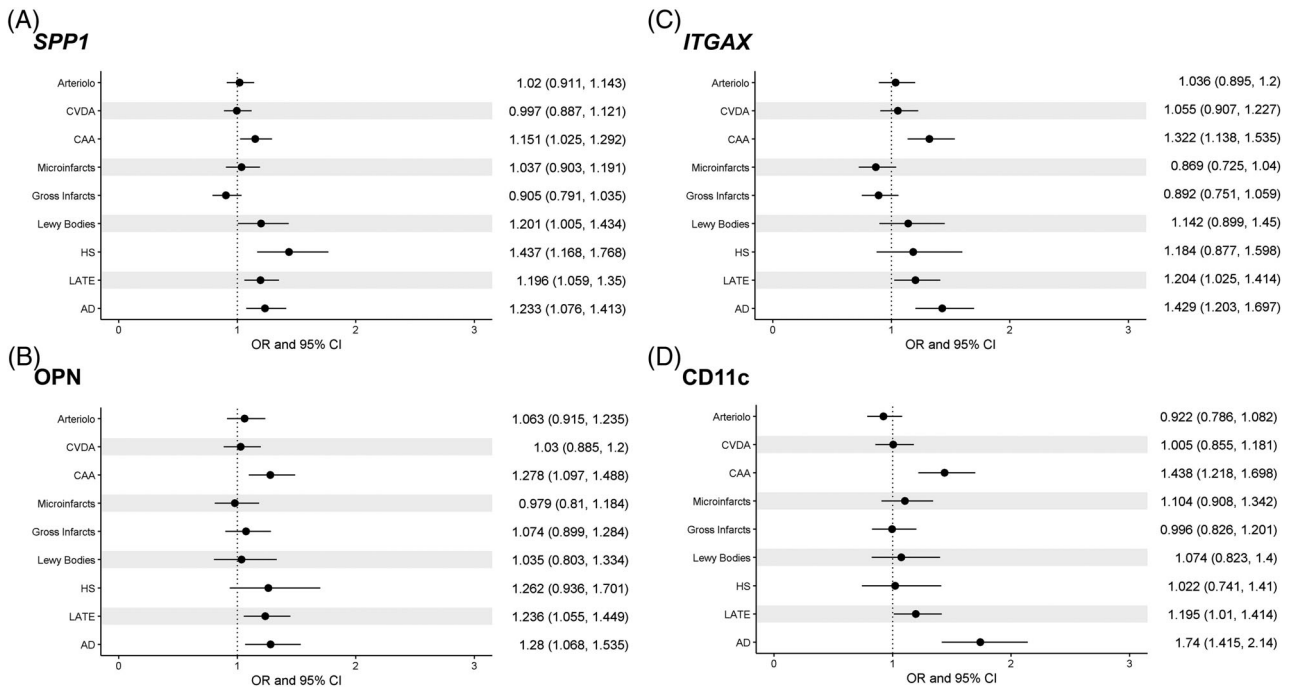 (A)
SPP1
Arteriolo 1.02 (0.911, 1.143)
CVDA 0.997 (0.887, 1.121)
CAA 1.151 (1.025, 1.292)
Microinfarcts 1.037 (0.903, 1.191)
Gross Infarcts 0.905 (0.791, 1.035)
Lewy Bodies 1.201 (1.005, 1.434)
HS 1.437 (1.168, 1.768)
LATE 1.196 (1.059, 1.35)
AD 1.233 (1.076, 1.413)
0 1 2 3
OR and 95% CI
(B)
OPN
Arteriolo 1.063 (0.915, 1.235)
CVDA 1.03 (0.885, 1.2)
CAA 1.278 (1.097, 1.488)
Microinfarcts 0.979 (0.81, 1.184)
Gross Infarcts 1.074 (0.899, 1.284)
Lewy Bodies 1.035 (0.803, 1.334)
HS 1.262 (0.936, 1.701)
LATE 1.236 (1.055, 1.449)
AD 1.28 (1.068, 1.535)
0 1 2 3
OR and 95% CI
(C)
ITGAX
Arteriolo 1.036 (0.895, 1.2)
CVDA 1.055 (0.907, 1.227)
CAA 1.322 (1.138, 1.535)
Microinfarcts 0.869 (0.725, 1.04)
Gross Infarcts 0.892 (0.751, 1.059)
Lewy Bodies 1.142 (0.899, 1.45)
HS 1.184 (0.877, 1.598)
LATE 1.204 (1.025, 1.414)
AD 1.429 (1.203, 1.697)
0 1 2 3
OR and 95% CI
(D)
CD11c
Arteriolo 0.922 (0.786, 1.082)
CVDA 1.005 (0.855, 1.181)
CAA 1.438 (1.218, 1.698)
Microinfarcts 1.104 (0.908, 1.342)
Gross Infarcts 0.996 (0.826, 1.201)
Lewy Bodies 1.074 (0.823, 1.4)
HS 1.022 (0.741, 1.41)
LATE 1.195 (1.01, 1.414)
AD 1.74 (1.415, 2.14)
0 1 2 3
OR and 95% CI